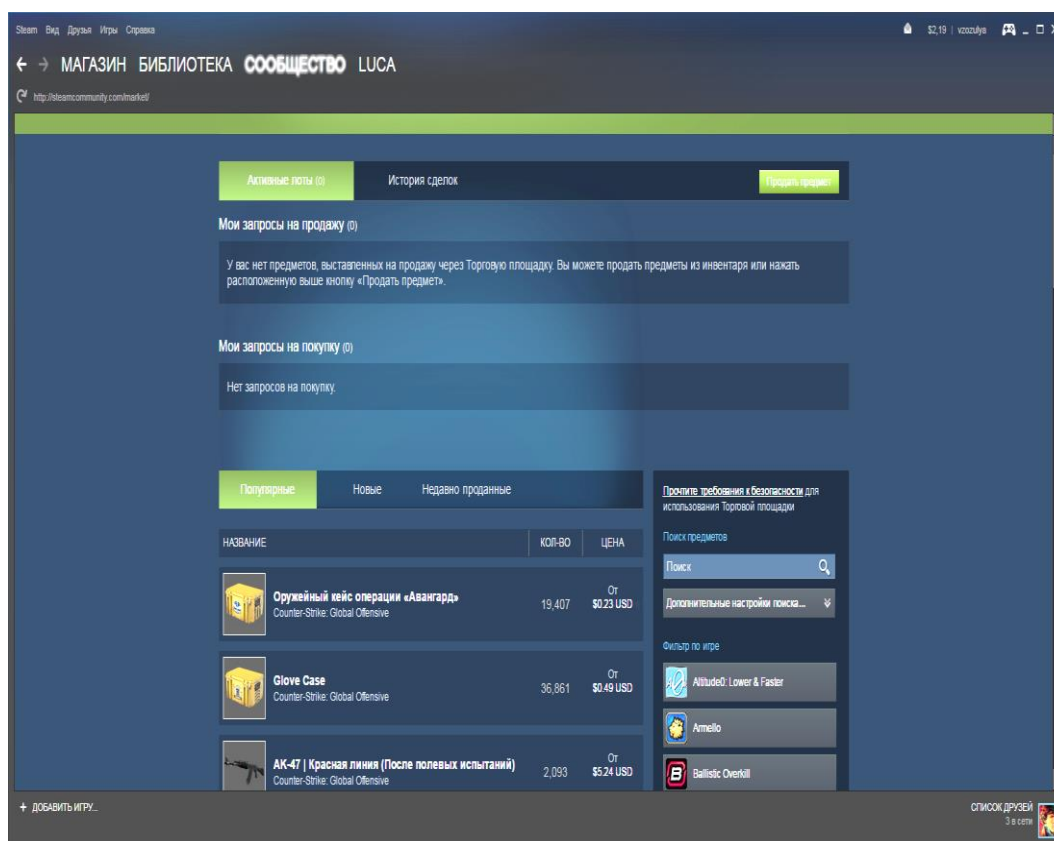 Steam Вид Друзья Игры Справка
$2,19 | vzozulya
МАГАЗИН БИБЛИОТЕКА СООБЩЕСТВО LUCA
http://steamcommunity.com/market/
Активные лоты (0) История сделок Продать предмет
Мои запросы на продажу (0)
У вас нет предметов, выставленных на продажу через Торговую площадку. Вы можете продать предметы из инвентаря или нажать
расположенную выше кнопку «Продать предмет».
Мои запросы на покупку (0)
Нет запросов на покупку.
Популярные Новые Недавно проданные
НАЗВАНИЕ КОЛ-ВО ЦЕНА
Оружейный кейс операции «Авангард»
Counter-Strike: Global Offensive
19,407
От
$0.23 USD
Glove Case
Counter-Strike: Global Offensive
36,861
От
$0.49 USD
AK-47 | Красная линия (После полевых испытаний)
Counter-Strike: Global Offensive
2,093
От
$5.24 USD
Прочтите требования к безопасности для
использования Торговой площадки
Поиск предметов
Поиск
Дополнительные настройки поиска...
Фильтр по игре
Altitude0: Lower & Faster
Armello
Ballistic Overkill
+ ДОБАВИТЬ ИГРУ...
СПИСОК ДРУЗЕЙ
3 в сети